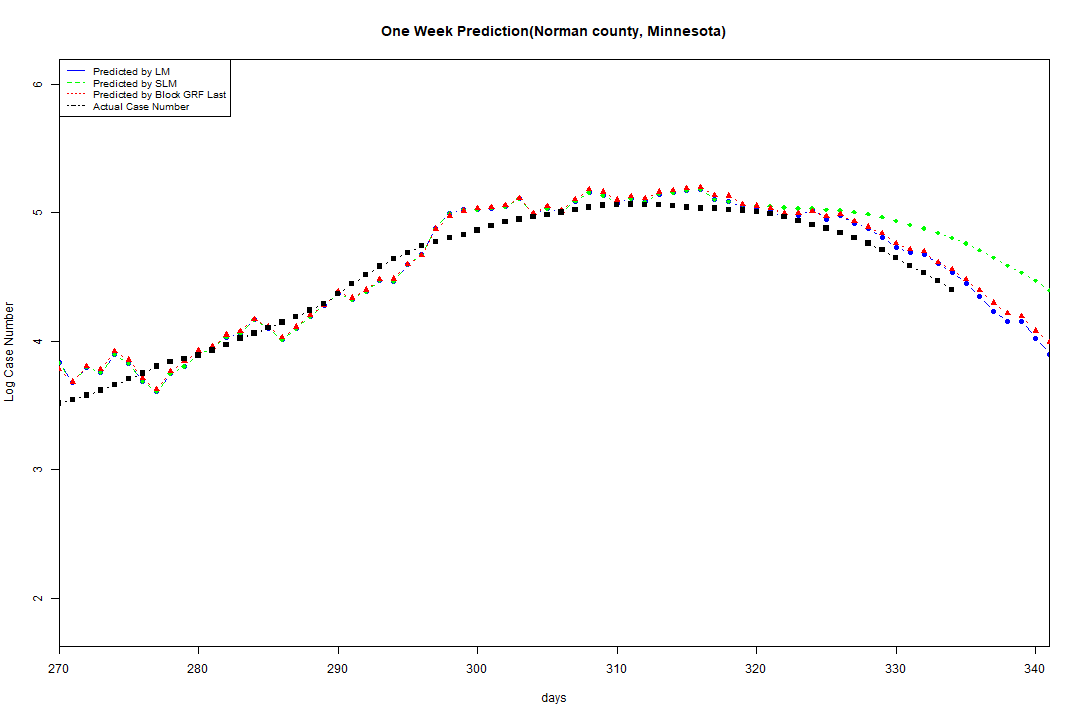 One Week Prediction(Norman county, Minnesota)
Predicted by LM
Predicted by SLM
Predicted by Block GRF Last
Actual Case Number
6
5
4
3
2
Log Case Number
270 280 290 300 310 320 330 340
days